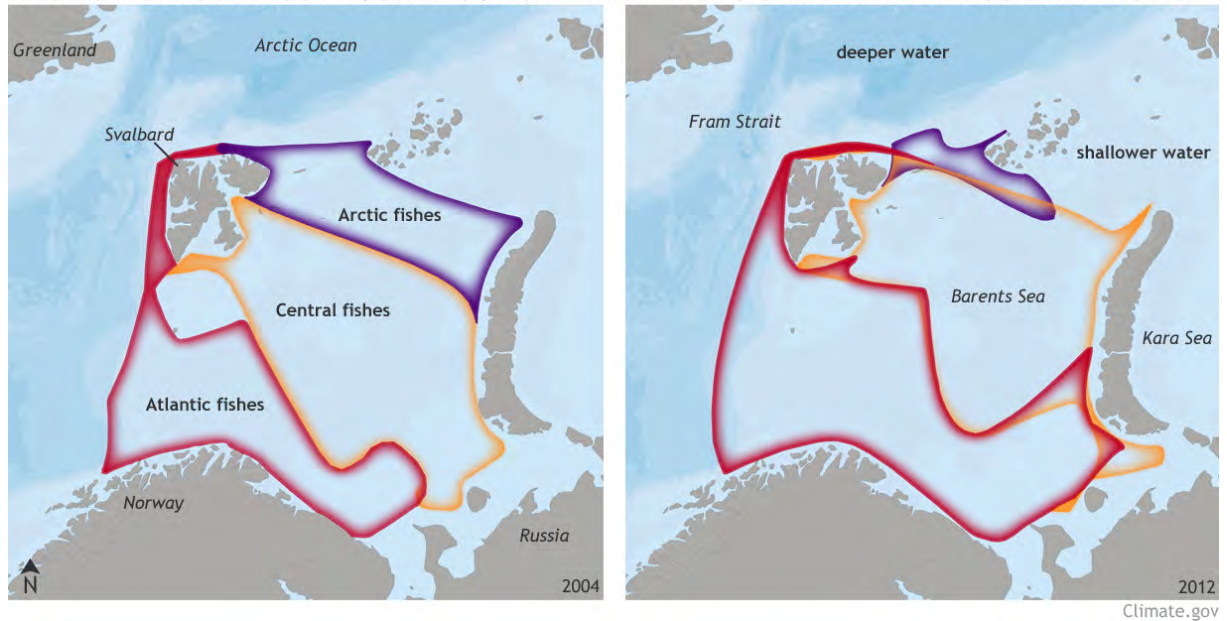 Greenland
Arctic Ocean
Svalbard
Arctic fishes
Central fishes
Atlantic fishes
Norway
Russia
N
2004
deeper water
Fram Strait
shallower water
Barents Sea
Kara Sea
2012
Climate.gov